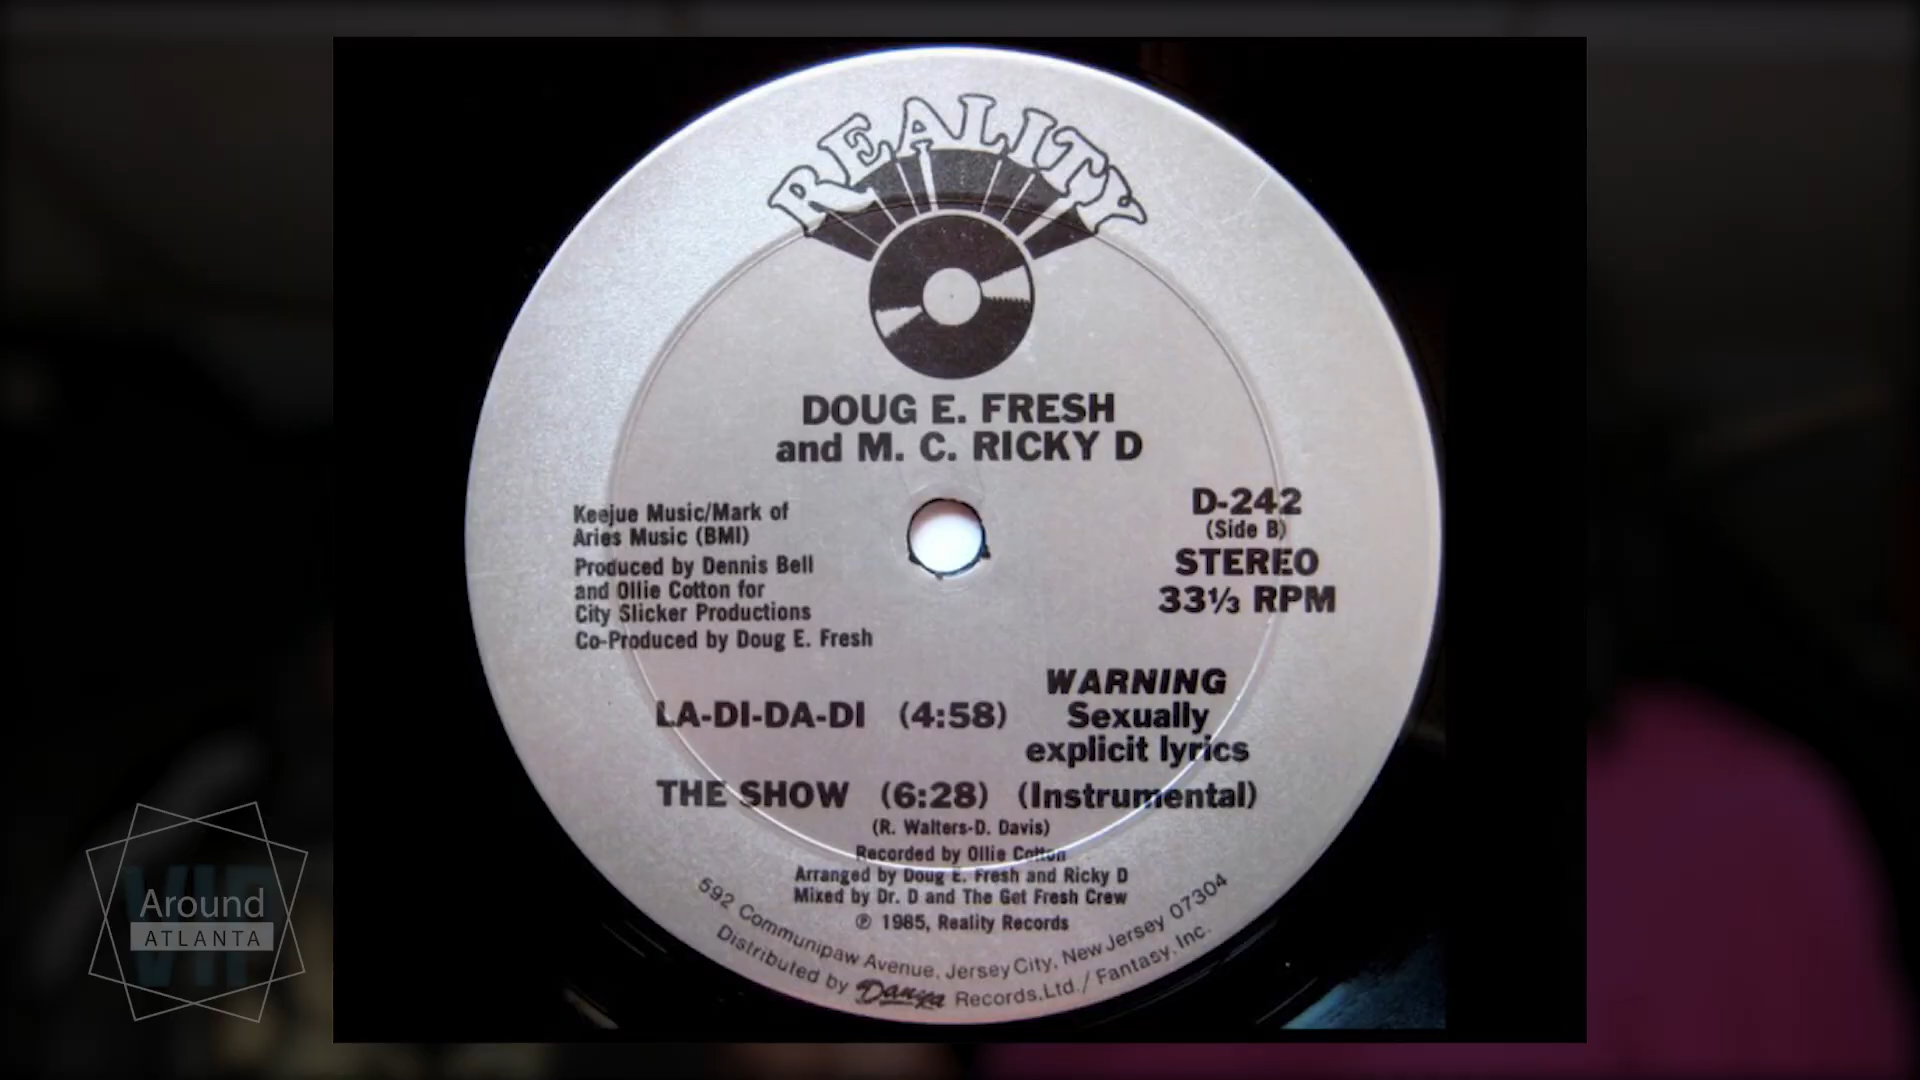 REALITY
DOUG E. FRESH
and M. C. RICKY D
Keejue Music/Mark of
Aries Music (BMI)
Produced by Dennis Bell
and Ollie Cotton for
City Slicker Productions
Co-Produced by Doug E. Fresh
D-242
(Side B)
STEREO
33⅓ RPM
WARNING
Sexually
explicit lyrics
LA-DI-DA-DI (4:58)
THE SHOW (6:28) (Instrumental)
(R. Walters-D. Davis)
Recorded by Ollie Cotton
Arranged by Doug E. Fresh and Ricky D
Mixed by Dr. D and The Get Fresh Crew
℗ 1985, Reality Records
592 Communipaw Avenue, Jersey City, New Jersey 07304
Distributed by Danya Records, Ltd./ Fantasy, Inc.
VIP
Around
ATLANTA